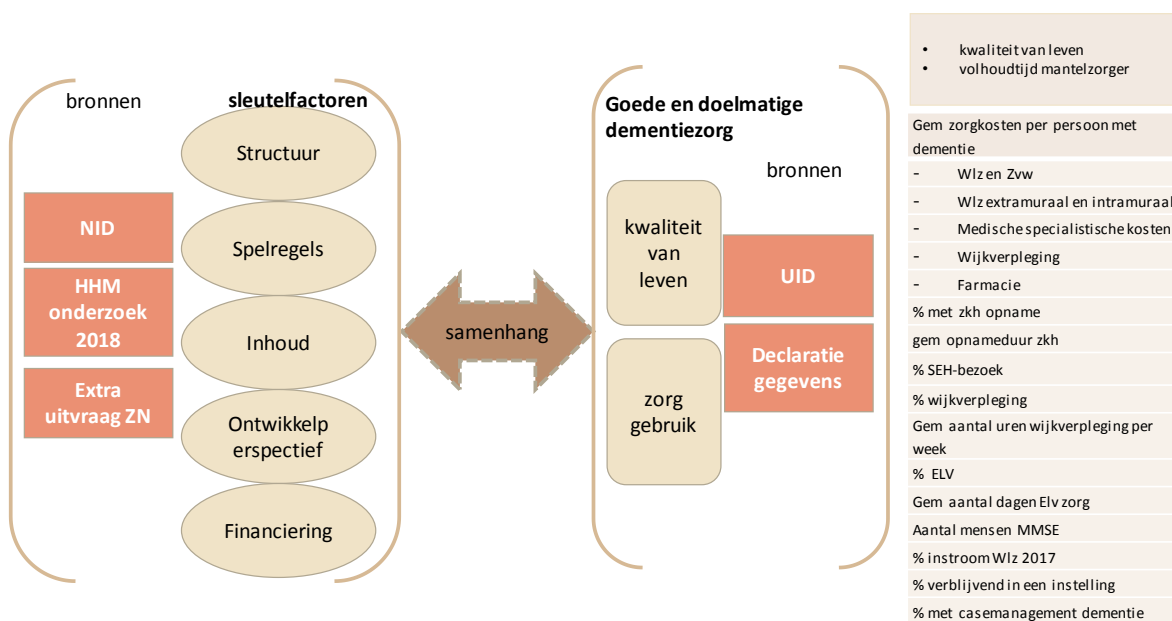 bronnen
sleutelfactoren
Structuur
Spelregels
Inhoud
Ontwikkelp
erspectief
Financiering
NID
HHM
onderzoek
2018
Extra
uitvraag ZN
samenhang
Goede en doelmatige
dementiezorg
bronnen
kwaliteit
van
leven
zorg
gebruik
UID
Declaratie
gegevens
• kwaliteit van leven
• volhoudtijd mantelzorger
Gem zorgkosten per persoon met
dementie
- Wlz en Zvw
- Wlz extramuraal en intramuraal
- Medische specialistische kosten
- Wijkverpleging
- Farmacie
% met zkh opname
gem opnameduur zkh
% SEH-bezoek
% wijkverpleging
Gem aantal uren wijkverpleging per
week
% ELV
Gem aantal dagen Elv zorg
Aantal mensen MMSE
% instroom Wlz 2017
% verblijvend in een instelling
% met casemanagement dementie